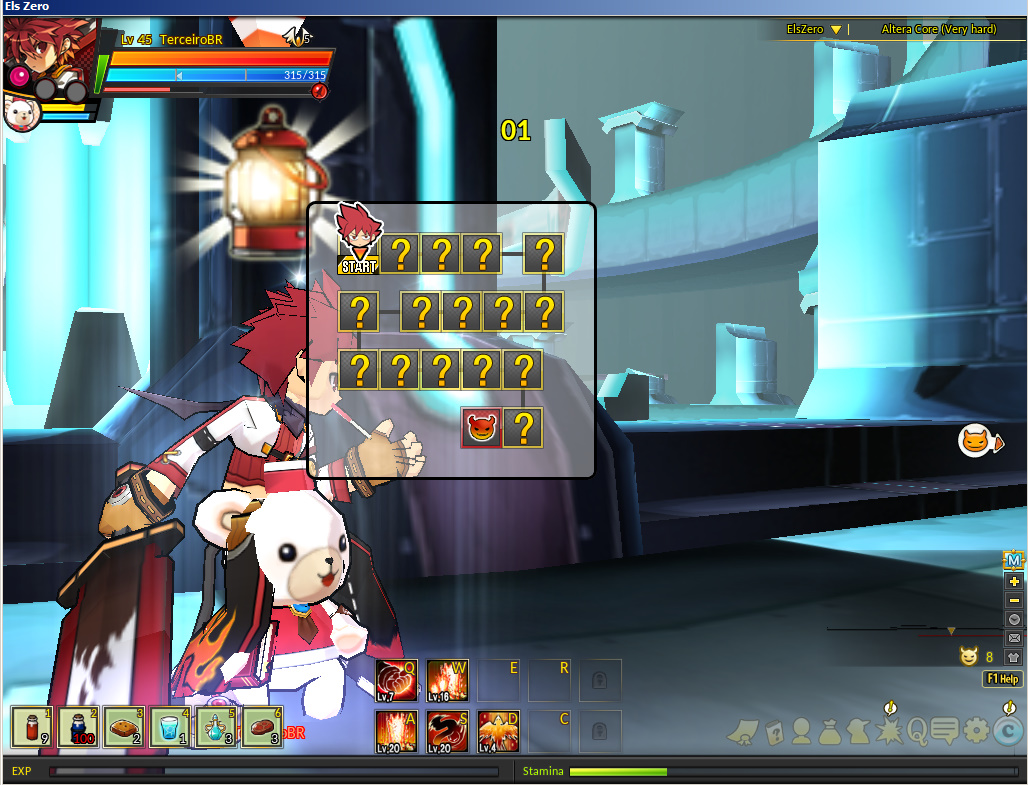 Els Zero
Lv 45 TerceiroBR
315/315
ElsZero
Altera Core (Very hard)
01
START ? ? ? ?
? ? ? ? ?
? ? ? ? ?
?
M
8
F1 Help
Q Lv,7
W Lv,16
E
R
A Lv,20
S Lv,20
D Lv,4
C
1 9
2 100
3 2
4 1
5 3
6 3
BR
EXP
Stamina